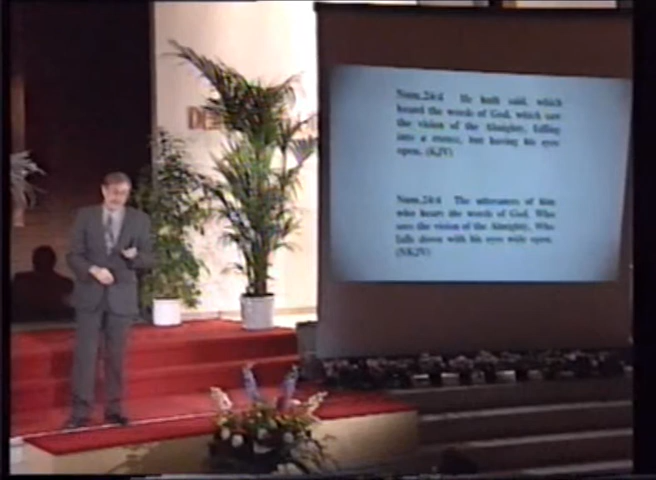 Num.24:4 He hath said, which
heard the words of God, which saw
the vision of the Almighty, falling
into a trance, but having his eyes
open. (KJV)
Num.24:4 The utterance of him
who hears the words of God, Who
sees the vision of the Almighty, Who
falls down with his eyes wide open.
(NKJV)